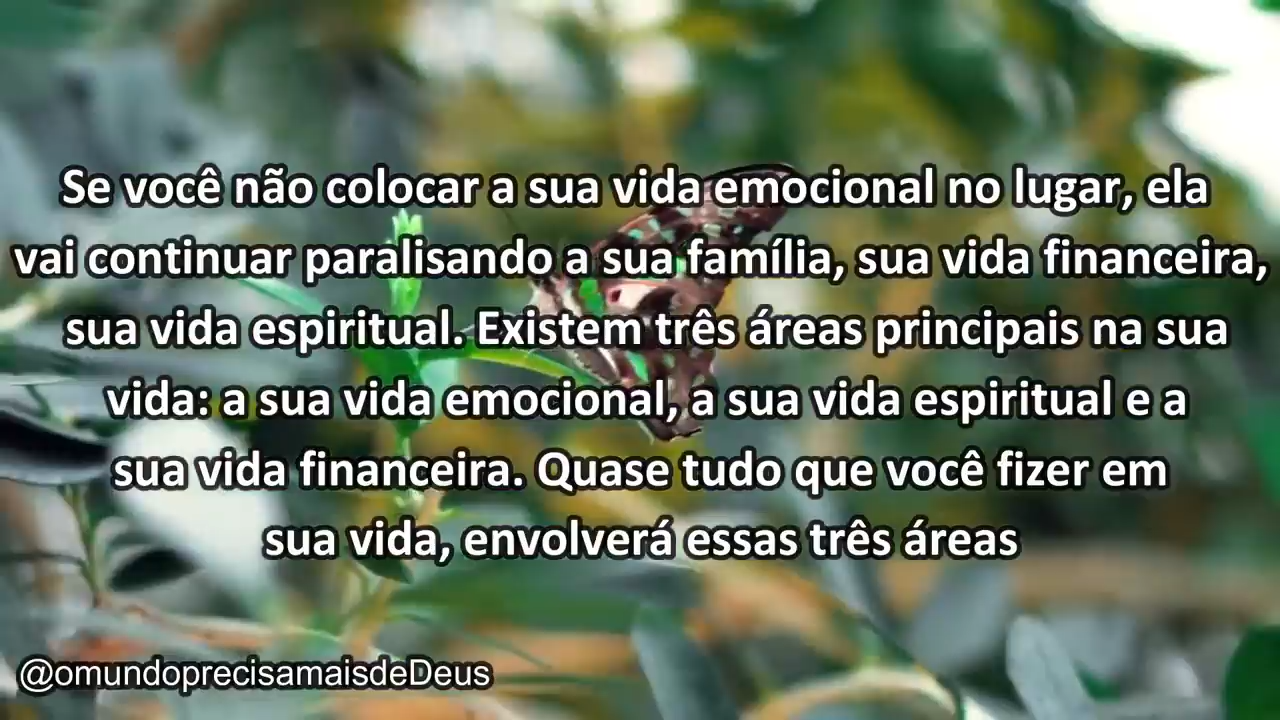 Se você não colocar a sua vida emocional no lugar, ela
vai continuar paralisando a sua família, sua vida financeira,
sua vida espiritual. Existem três áreas principais na sua
vida: a sua vida emocional, a sua vida espiritual e a
sua vida financeira. Quase tudo que você fizer em
sua vida, envolverá essas três áreas
@omundoprecisamaisdeDeus